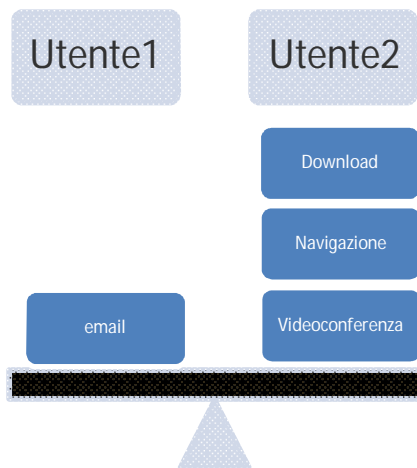 Utente1
Utente2
Download
Navigazione
email
Videoconferenza